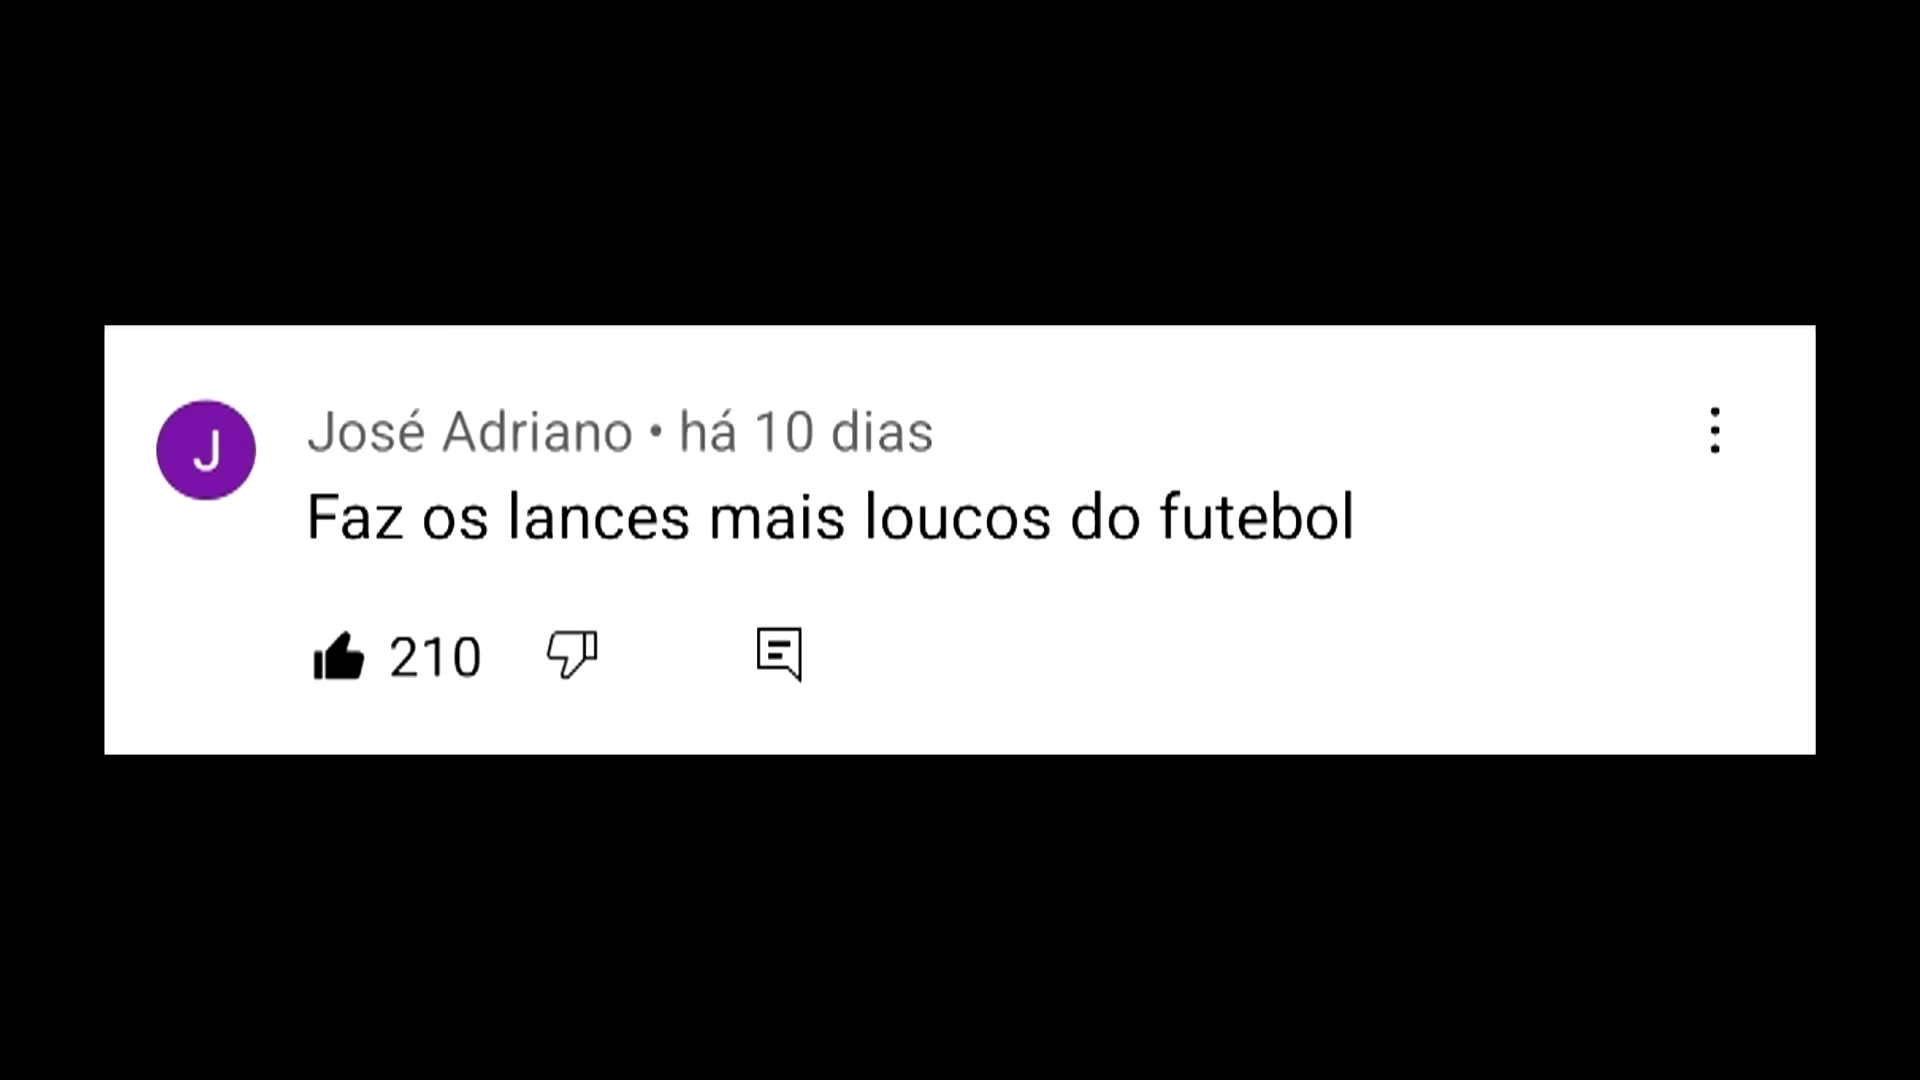 J
José Adriano • há 10 dias
Faz os lances mais loucos do futebol
210